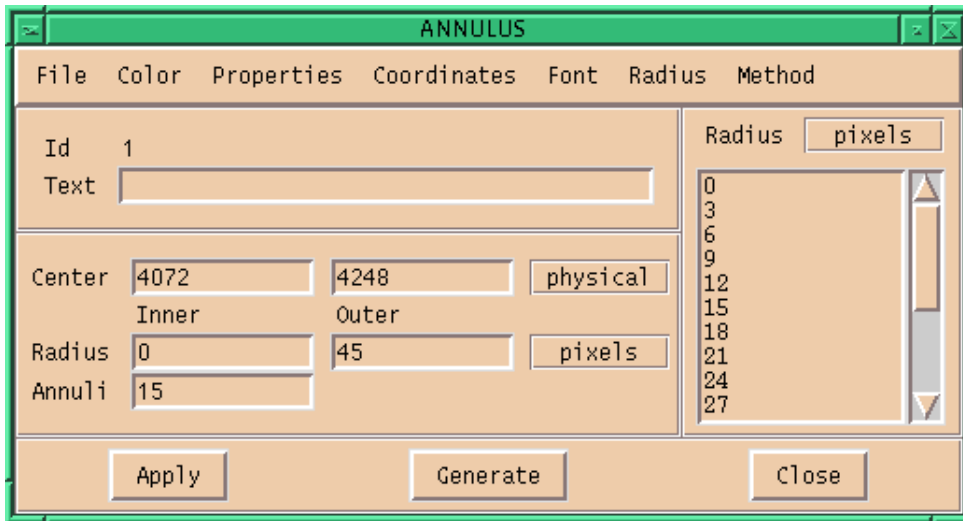 ANNULUS
File Color Properties Coordinates Font Radius Method
Id 1
Text
Center 4072 4248 physical
Inner Outer
Radius 0 45 pixels
Annuli 15
Radius pixels
0
3
6
9
12
15
18
21
24
27
Apply Generate Close